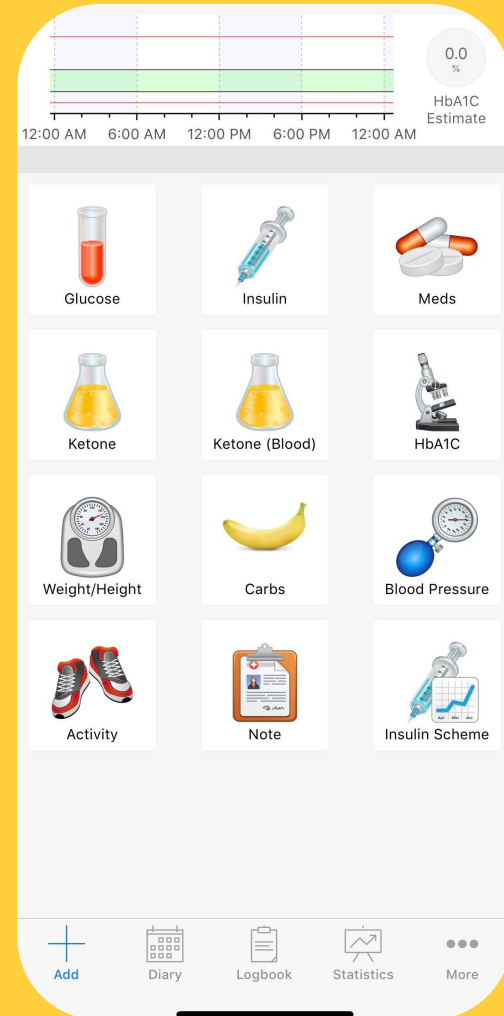 0.0
%
HbA1C
Estimate
12:00 AM 6:00 AM 12:00 PM 6:00 PM 12:00 AM
Glucose Insulin Meds
Ketone Ketone (Blood) HbA1C
Weight/Height Carbs Blood Pressure
Activity Note Insulin Scheme
Add Diary Logbook Statistics More